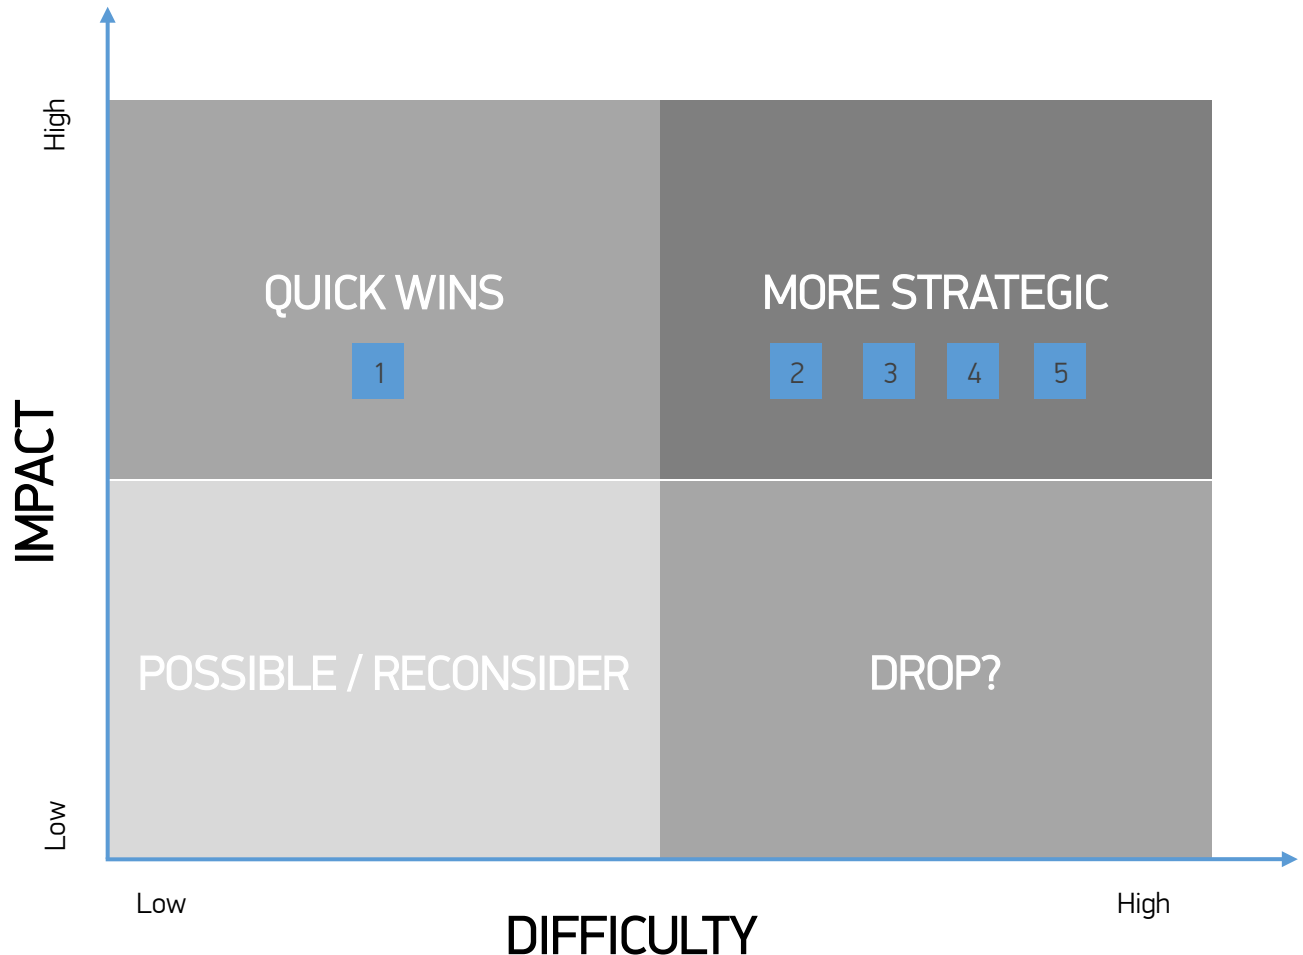 High
QUICK WINS
MORE STRATEGIC
1
2 3 4 5
IMPACT
POSSIBLE / RECONSIDER
DROP?
Low
Low
High
DIFFICULTY